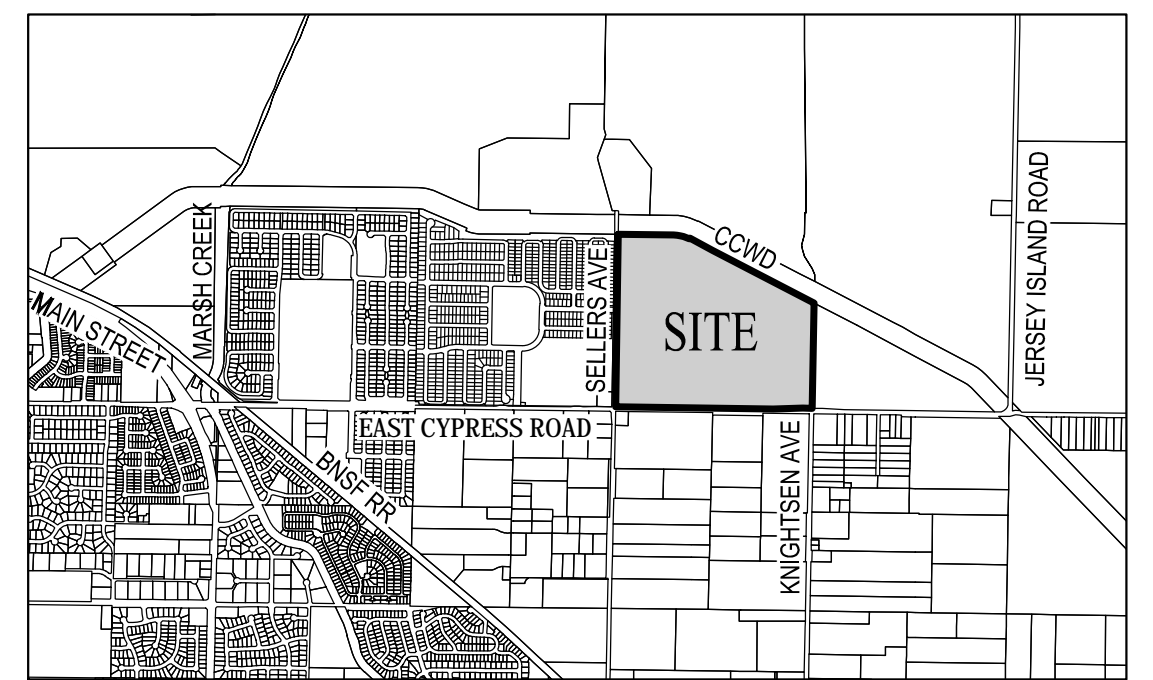 MARSH CREEK
CCWD
JERSEY ISLAND ROAD
MAIN STREET
SELLERS AVE
SITE
EAST CYPRESS ROAD
BNSF RR
KNIGHTSEN AVE